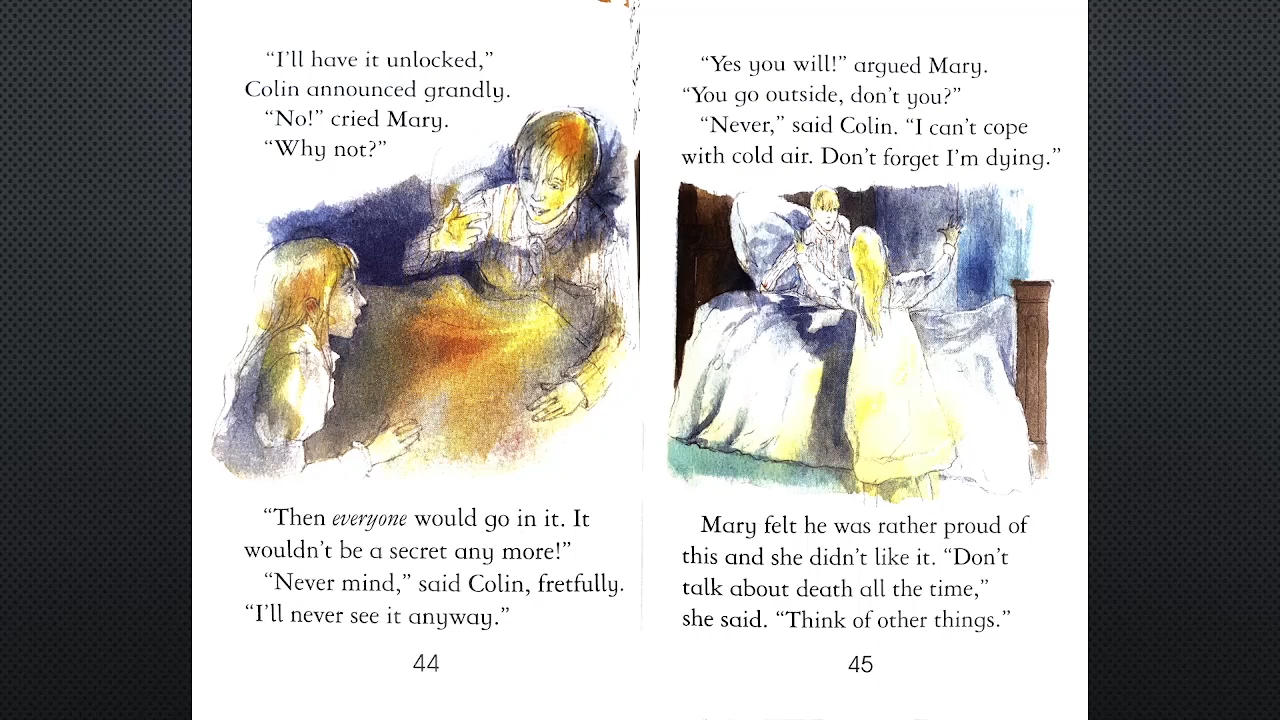 “I’ll have it unlocked,”
Colin announced grandly.
“No!” cried Mary.
“Why not?”
“Then everyone would go in it. It
wouldn’t be a secret any more!”
“Never mind,” said Colin, fretfully.
“I’ll never see it anyway.”
44
“Yes you will!” argued Mary.
“You go outside, don’t you?”
“Never,” said Colin. “I can’t cope
with cold air. Don’t forget I’m dying.”
Mary felt he was rather proud of
this and she didn’t like it. “Don’t
talk about death all the time,”
she said. “Think of other things.”
45